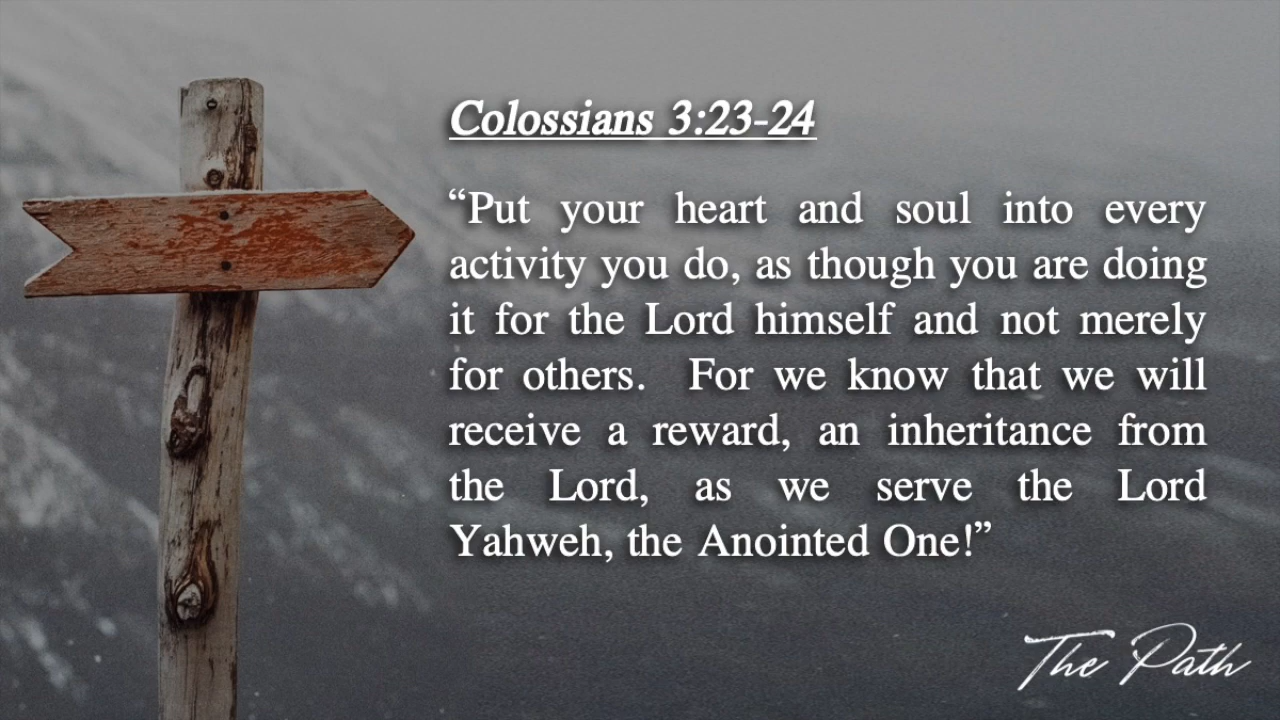 Colossians 3:23-24
“Put your heart and soul into every
activity you do, as though you are doing
it for the Lord himself and not merely
for others.  For we know that we will
receive a reward, an inheritance from
the Lord, as we serve the Lord
Yahweh, the Anointed One!”
The Path